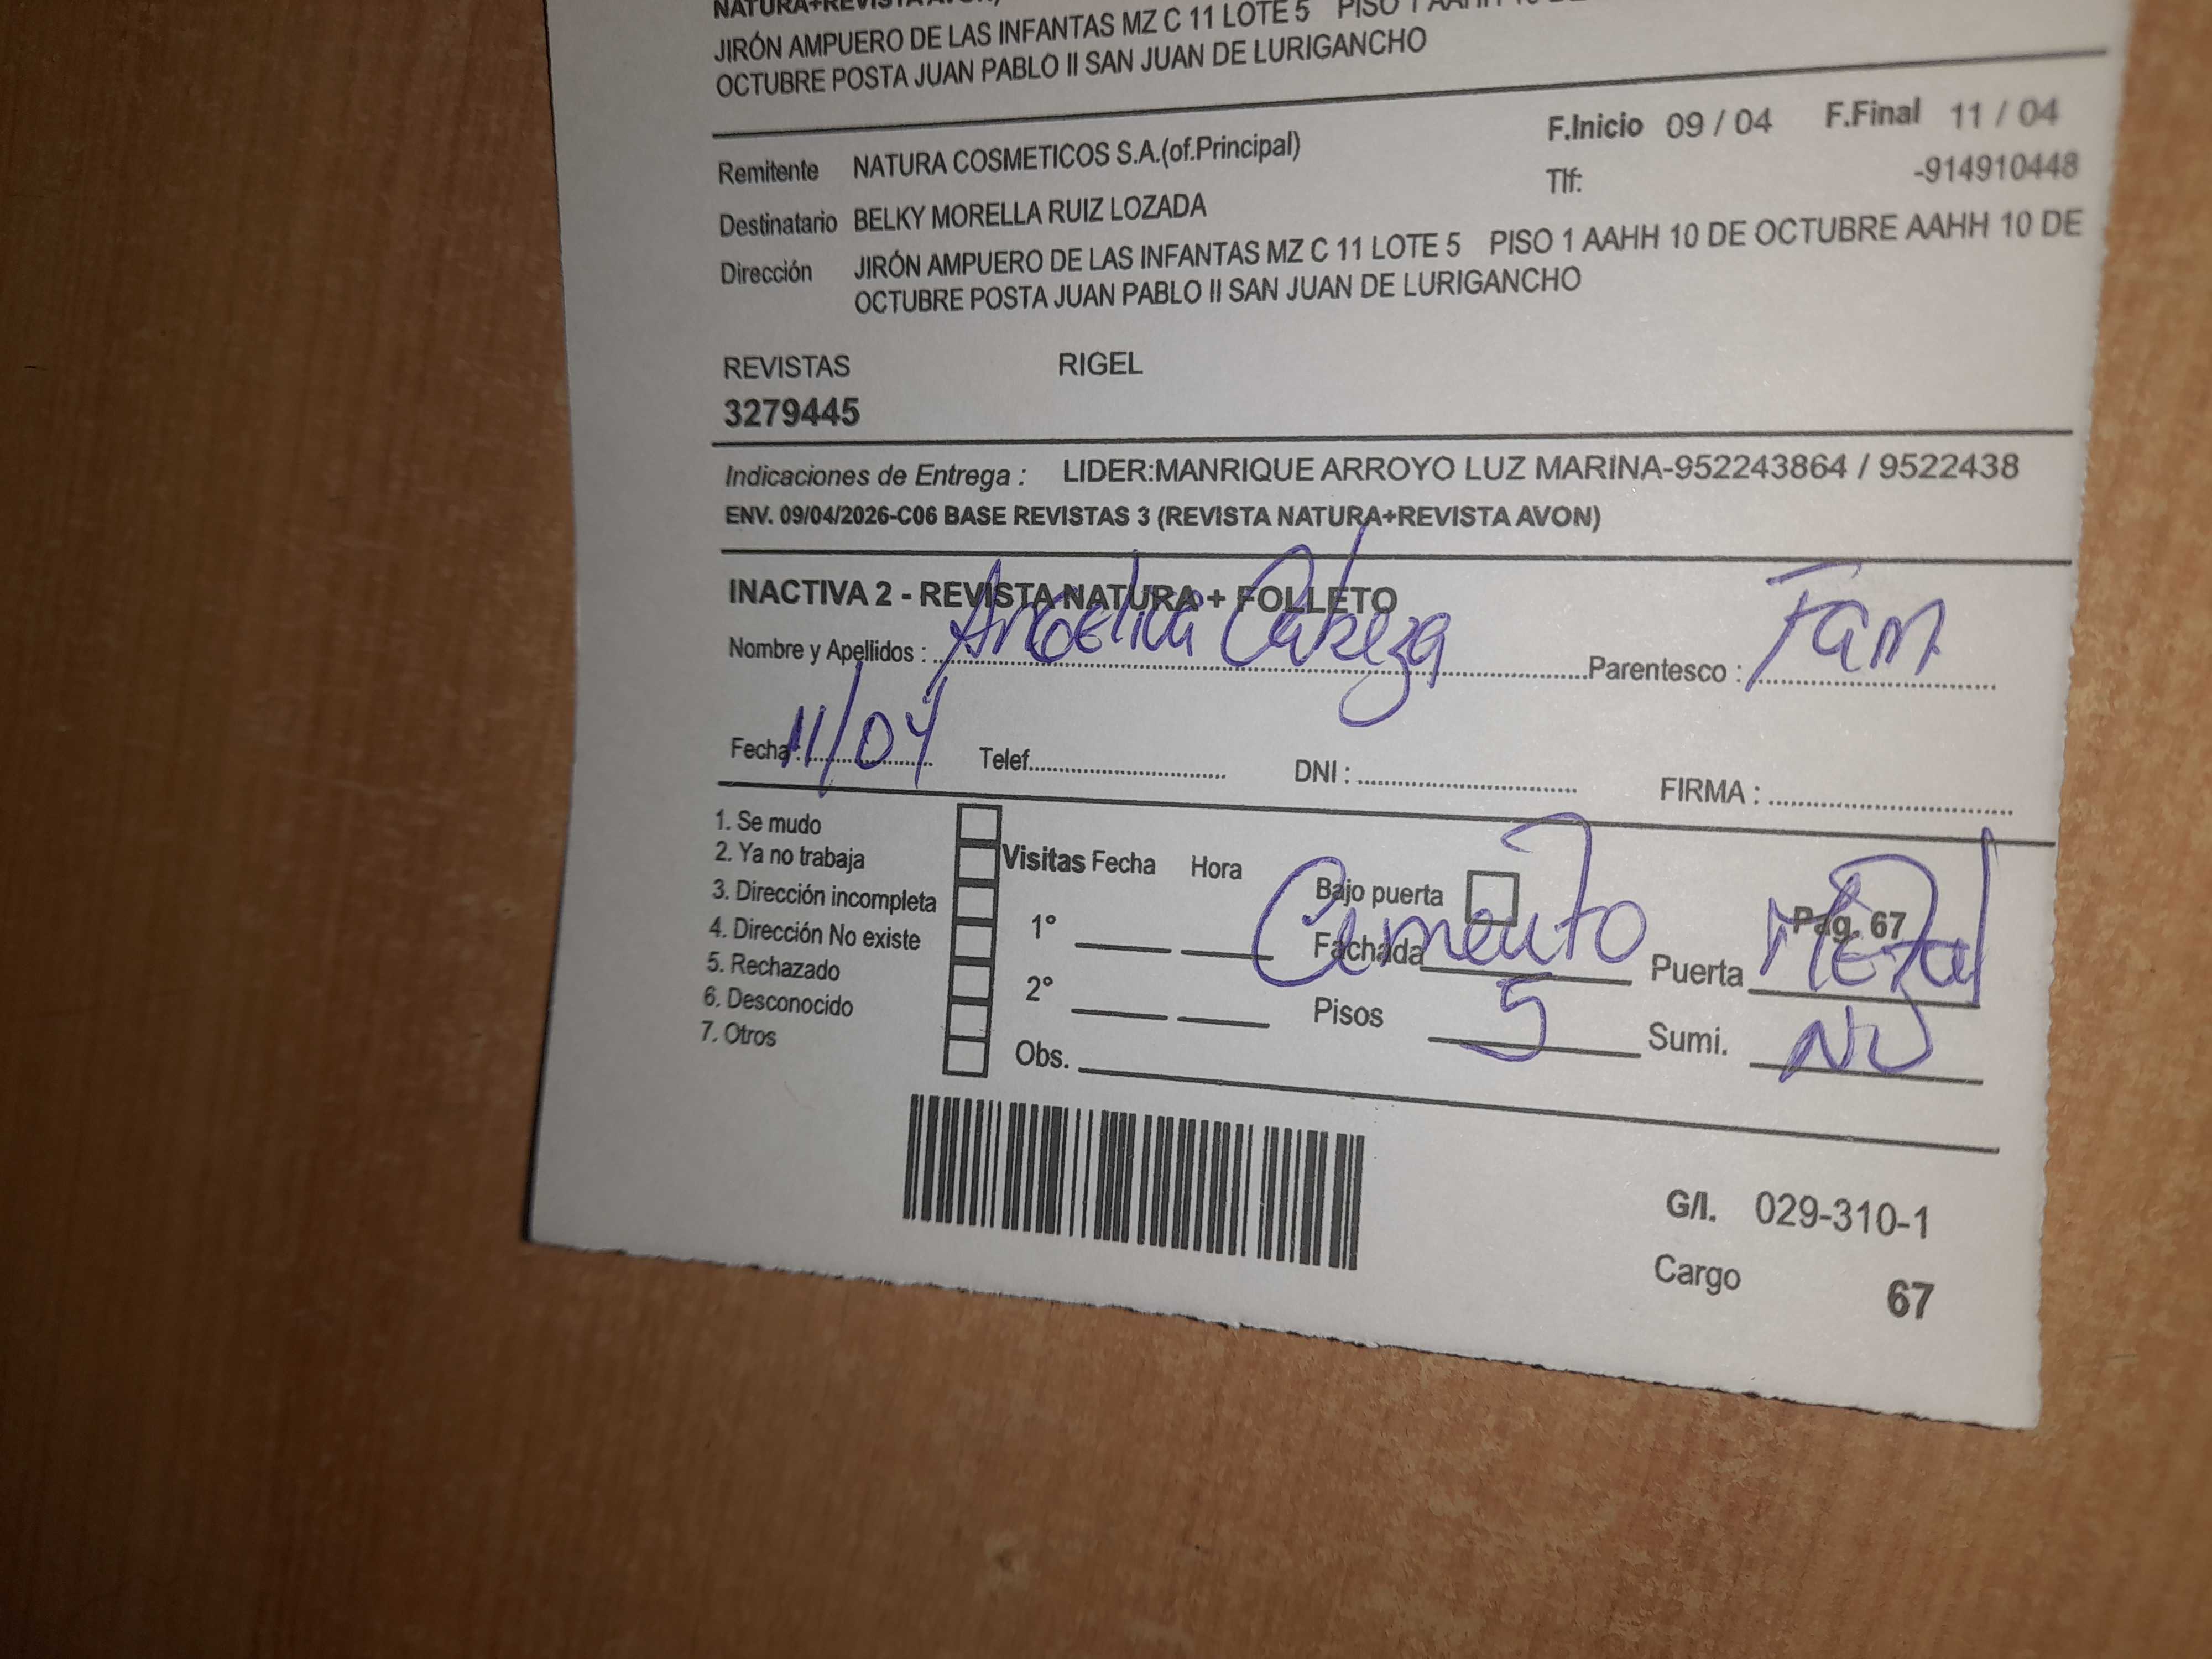 NATURA+REVISTA AVON)
JIRÓN AMPUERO DE LAS INFANTAS MZ C 11 LOTE 5 PISO 1 AAHH 10 DE
OCTUBRE POSTA JUAN PABLO II SAN JUAN DE LURIGANCHO
F.Inicio 09 / 04 F.Final 11 / 04
Remitente NATURA COSMETICOS S.A.(of.Principal)
Tlf: -914910448
Destinatario BELKY MORELLA RUIZ LOZADA
Dirección JIRÓN AMPUERO DE LAS INFANTAS MZ C 11 LOTE 5 PISO 1 AAHH 10 DE OCTUBRE AAHH 10 DE
OCTUBRE POSTA JUAN PABLO II SAN JUAN DE LURIGANCHO
REVISTAS RIGEL
3279445
Indicaciones de Entrega : LIDER:MANRIQUE ARROYO LUZ MARINA-952243864 / 9522438
ENV. 09/04/2026-C06 BASE REVISTAS 3 (REVISTA NATURA+REVISTA AVON)
INACTIVA 2 - REVISTA NATURA + FOLLETO
Nombre y Apellidos : Angelica Cabeza Parentesco : Fam
Fecha : 11/04 Telef. DNI : FIRMA :
1. Se mudo
2. Ya no trabaja
3. Dirección incompleta
4. Dirección No existe
5. Rechazado
6. Desconocido
7. Otros
Visitas Fecha Hora
1°
2°
Obs.
Bajo puerta Pag. 67
Fachada Cemento Puerta Metal
Pisos 5 Sumi. NO
G/I. 029-310-1
Cargo 67